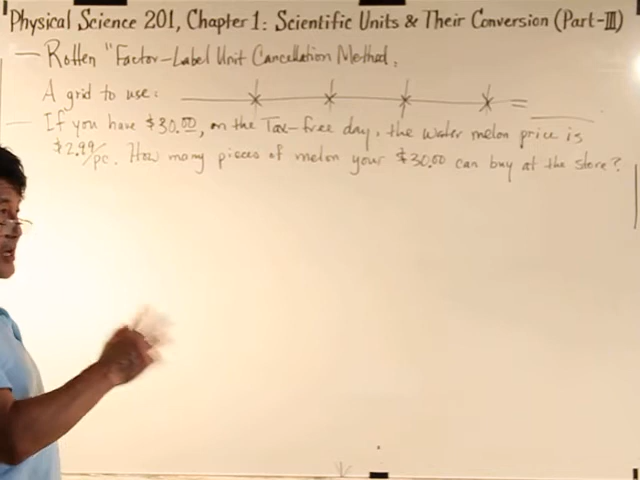 Physical Science 201, Chapter 1: Scientific Units & Their Conversion (Part-III)
— Rotten "Factor-Label Unit Cancellation Method.
A grid to use: =
— If you have $30.00, on the Tax-free day, the water melon price is
$2.99/pc. How many pieces of melon your $30.00 can buy at the store?